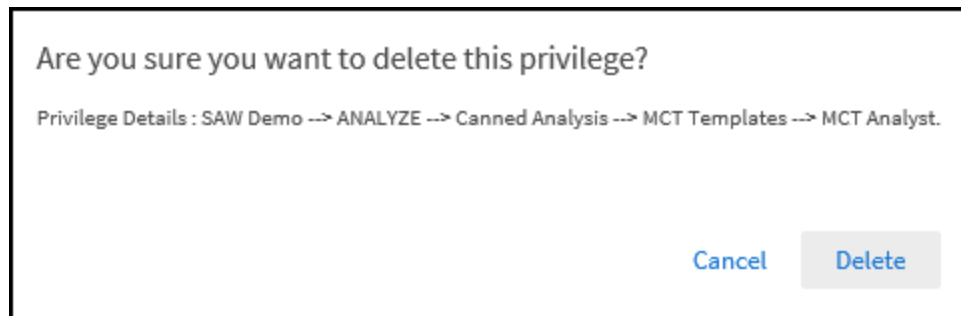 Are you sure you want to delete this privilege?
Privilege Details : SAW Demo --> ANALYZE --> Canned Analysis --> MCT Templates --> MCT Analyst.
Cancel Delete